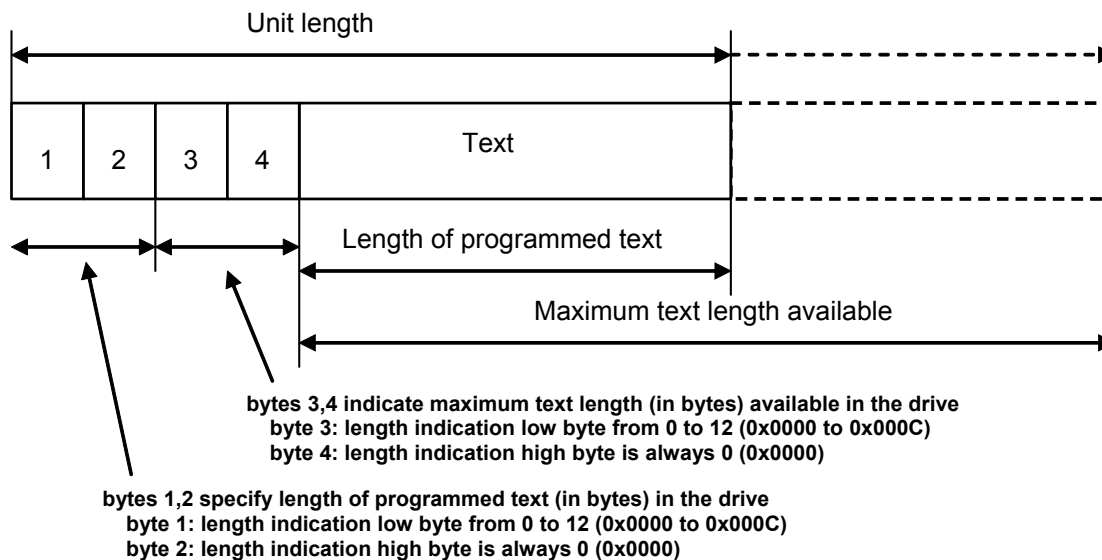 Unit length
1 2 3 4 Text
Length of programmed text
Maximum text length available
bytes 3,4 indicate maximum text length (in bytes) available in the drive
byte 3: length indication low byte from 0 to 12 (0x0000 to 0x000C)
byte 4: length indication high byte is always 0 (0x0000)
bytes 1,2 specify length of programmed text (in bytes) in the drive
byte 1: length indication low byte from 0 to 12 (0x0000 to 0x000C)
byte 2: length indication high byte is always 0 (0x0000)